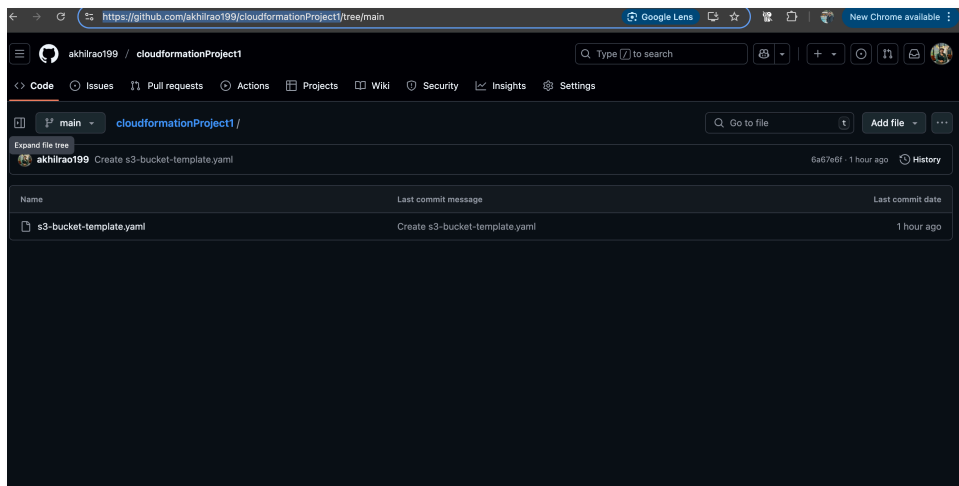 https://github.com/akhilrao199/cloudformationProject1/tree/main Google Lens New Chrome available
akhilrao199 / cloudformationProject1 Type / to search
Code Issues Pull requests Actions Projects Wiki Security Insights Settings
main cloudformationProject1 / Go to file t Add file
Expand file tree
akhilrao199 Create s3-bucket-template.yaml 6a67e6f · 1 hour ago History
Name Last commit message Last commit date
s3-bucket-template.yaml Create s3-bucket-template.yaml 1 hour ago